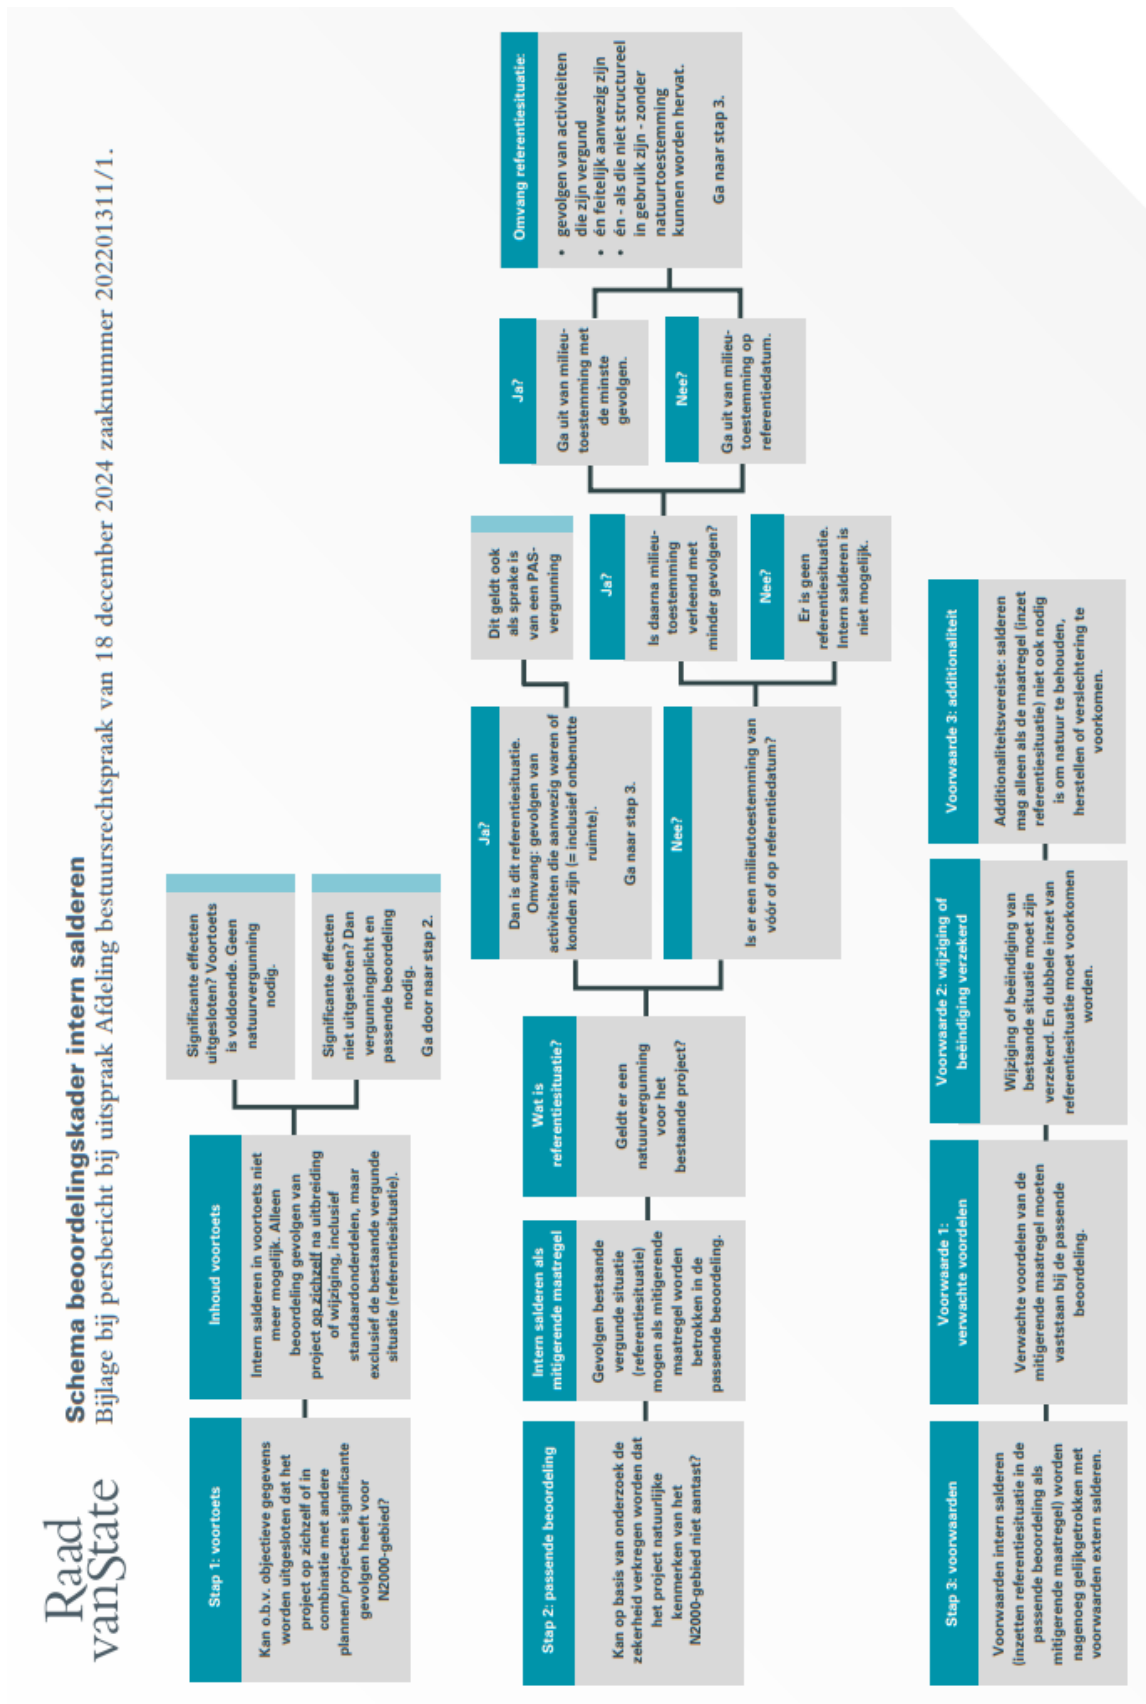 Raad
vanState
Schema beoordelingskader intern salderen
Bijlage bij persbericht bij uitspraak Afdeling bestuursrechtspraak van 18 december 2024 zaaknummer 202201311/1.
Stap 1: voortoets
Kan o.b.v. objectieve gegevens
worden uitgesloten dat het
project op zichzelf of in
combinatie met andere
plannen/projecten significante
gevolgen heeft voor
N2000-gebied?
Inhoud voortoets
Intern salderen in voortoets niet
meer mogelijk. Alleen
beoordeling gevolgen van
project op zichzelf na uitbreiding
of wijziging, inclusief
standaardonderdelen, maar
exclusief de bestaande vergunde
situatie (referentiesituatie).
Significante effecten
uitgesloten? Voortoets
is voldoende. Geen
natuurvergunning
nodig.
Significante effecten
niet uitgesloten? Dan
vergunningplicht en
passende beoordeling
nodig.
Ga door naar stap 2.
Stap 2: passende beoordeling
Kan op basis van onderzoek de
zekerheid verkregen worden dat
het project natuurlijke
kenmerken van het
N2000-gebied niet aantast?
Intern salderen als
mitigerende maatregel
Gevolgen bestaande
vergunde situatie
(referentiesituatie)
mogen als mitigerende
maatregel worden
betrokken in de
passende beoordeling.
Wat is
referentiesituatie?
Geldt er een
natuurvergunning
voor het
bestaande project?
Ja?
Dan is dit referentiesituatie.
Omvang: gevolgen van
activiteiten die aanwezig waren of
konden zijn (= inclusief onbenutte
ruimte).
Ga naar stap 3.
Dit geldt ook
als sprake is
van een PAS-
vergunning
Nee?
Is er een milieutoestemming van
vóór of op referentiedatum?
Ja?
Is daarna milieu-
toestemming
verleend met
minder gevolgen?
Nee?
Er is geen
referentiesituatie.
Intern salderen is
niet mogelijk.
Ja?
Ga uit van milieu-
toestemming met
de minste
gevolgen.
Nee?
Ga uit van milieu-
toestemming op
referentiedatum.
Omvang referentiesituatie:
• gevolgen van activiteiten
die zijn vergund
• én feitelijk aanwezig zijn
• én - als die niet structureel
in gebruik zijn - zonder
natuurtoestemming
kunnen worden hervat.
Ga naar stap 3.
Stap 3: voorwaarden
Voorwaarden intern salderen
(inzetten referentiesituatie in de
passende beoordeling als
mitigerende maatregel) worden
nagenoeg gelijkgetrokken met
voorwaarden extern salderen.
Voorwaarde 1:
verwachte voordelen
Verwachte voordelen van de
mitigerende maatregel moeten
vaststaan bij de passende
beoordeling.
Voorwaarde 2: wijziging of
beëindiging verzekerd
Wijziging of beëindiging van
bestaande situatie moet zijn
verzekerd. En dubbele inzet van
referentiesituatie moet voorkomen
worden.
Voorwaarde 3: additionaliteit
Additionaliteitsvereiste: salderen
mag alleen als de maatregel (inzet
referentiesituatie) niet ook nodig
is om natuur te behouden,
herstellen of verslechtering te
voorkomen.